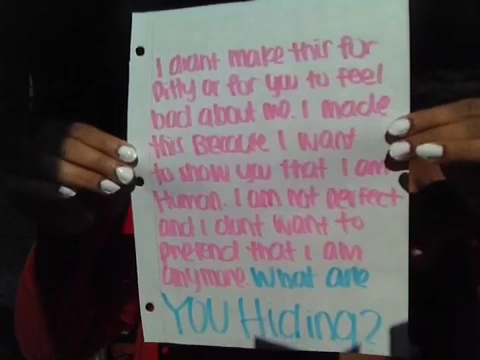 I didnt make this for
Pitty or for you to feel
bad about me. I made
this Because I want
to show you that I am
Human. I am not perfect
and I dont want to
pretend that I am
anymore. What are
YOU Hiding?